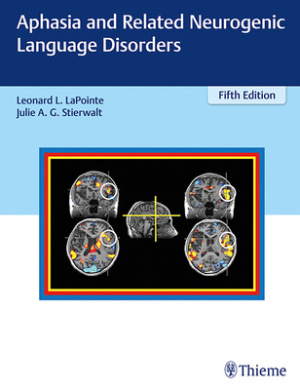 Aphasia and Related Neurogenic
Language Disorders
Leonard L. LaPointe
Julie A. G. Stierwalt
Fifth Edition
Thieme